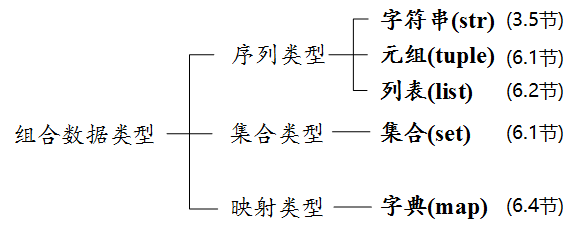 字符串(str) (3.5节)
序列类型 元组(tuple) (6.1节)
列表(list) (6.2节)
组合数据类型 集合类型 集合(set) (6.1节)
映射类型 字典(map) (6.4节)